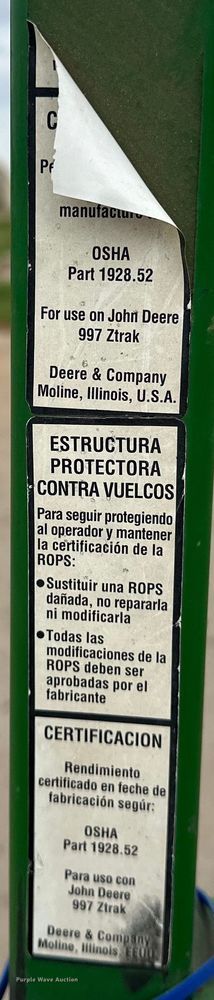 C
manufactu
OSHA
Part 1928.52
For use on John Deere
997 Ztrak
Deere & Company
Moline, Illinois, U.S.A.
ESTRUCTURA
PROTECTORA
CONTRA VUELCOS
Para seguir protegiendo
al operador y mantener
la certificación de la
ROPS:
●Sustituir una ROPS
dañada, no repararla
ni modificarla
●Todas las
modificaciones de la
ROPS deben ser
aprobadas por el
fabricante
CERTIFICACION
Rendimiento
certificado en feche de
fabricación segúr:
OSHA
Part 1928.52
Para uso con
John Deere
997 Ztrak
Deere & Company
Moline, Illinois, EEUU
Purple Wave Auction